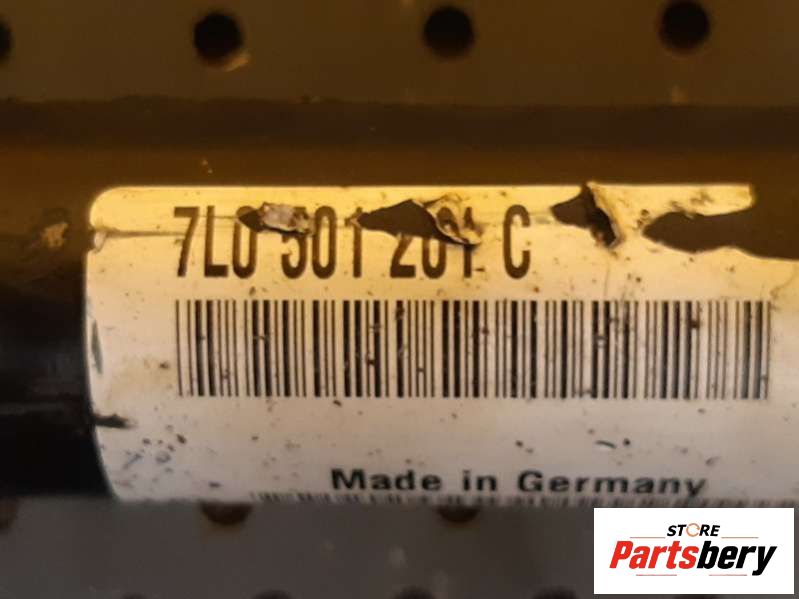 7L0 501 201 C
Made in Germany
STORE
Partsbery